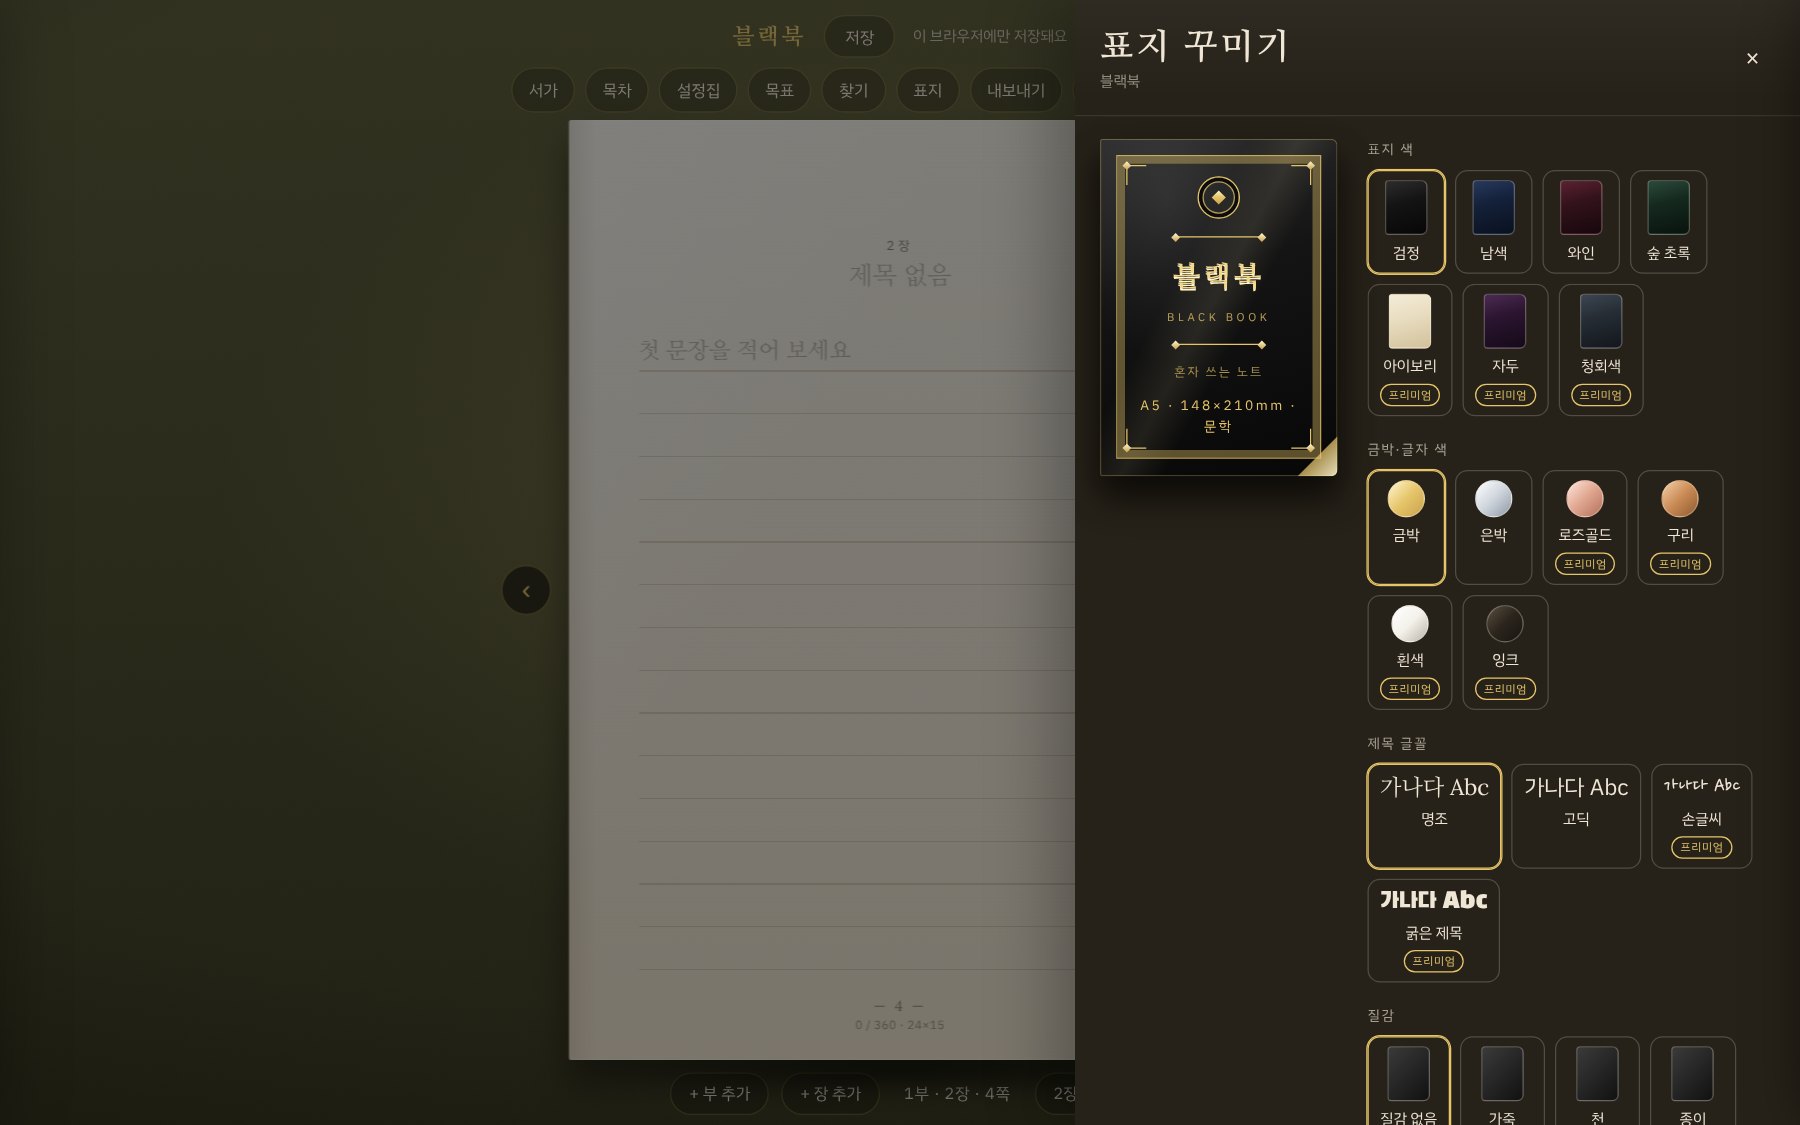 블랙북
저장
이 브라우저에만 저장돼요
서가
목차
설정집
목표
찾기
표지
내보내기
2 장
제목 없음
첫 문장을 적어 보세요
— 4 —
0 / 360 · 24×15
+ 부 추가
+ 장 추가
1부 · 2장 · 4쪽
2장
표지 꾸미기
블랙북
×
블랙북
BLACK BOOK
혼자 쓰는 노트
A5 · 148×210mm ·
문학
표지 색
검정
남색
와인
숲 초록
아이보리
프리미엄
자두
프리미엄
청회색
프리미엄
금박·글자 색
금박
은박
로즈골드
프리미엄
구리
프리미엄
흰색
프리미엄
잉크
프리미엄
제목 글꼴
가나다 Abc
명조
가나다 Abc
고딕
가나다 Abc
손글씨
프리미엄
가나다 Abc
굵은 제목
프리미엄
질감
질감 없음
가죽
천
종이